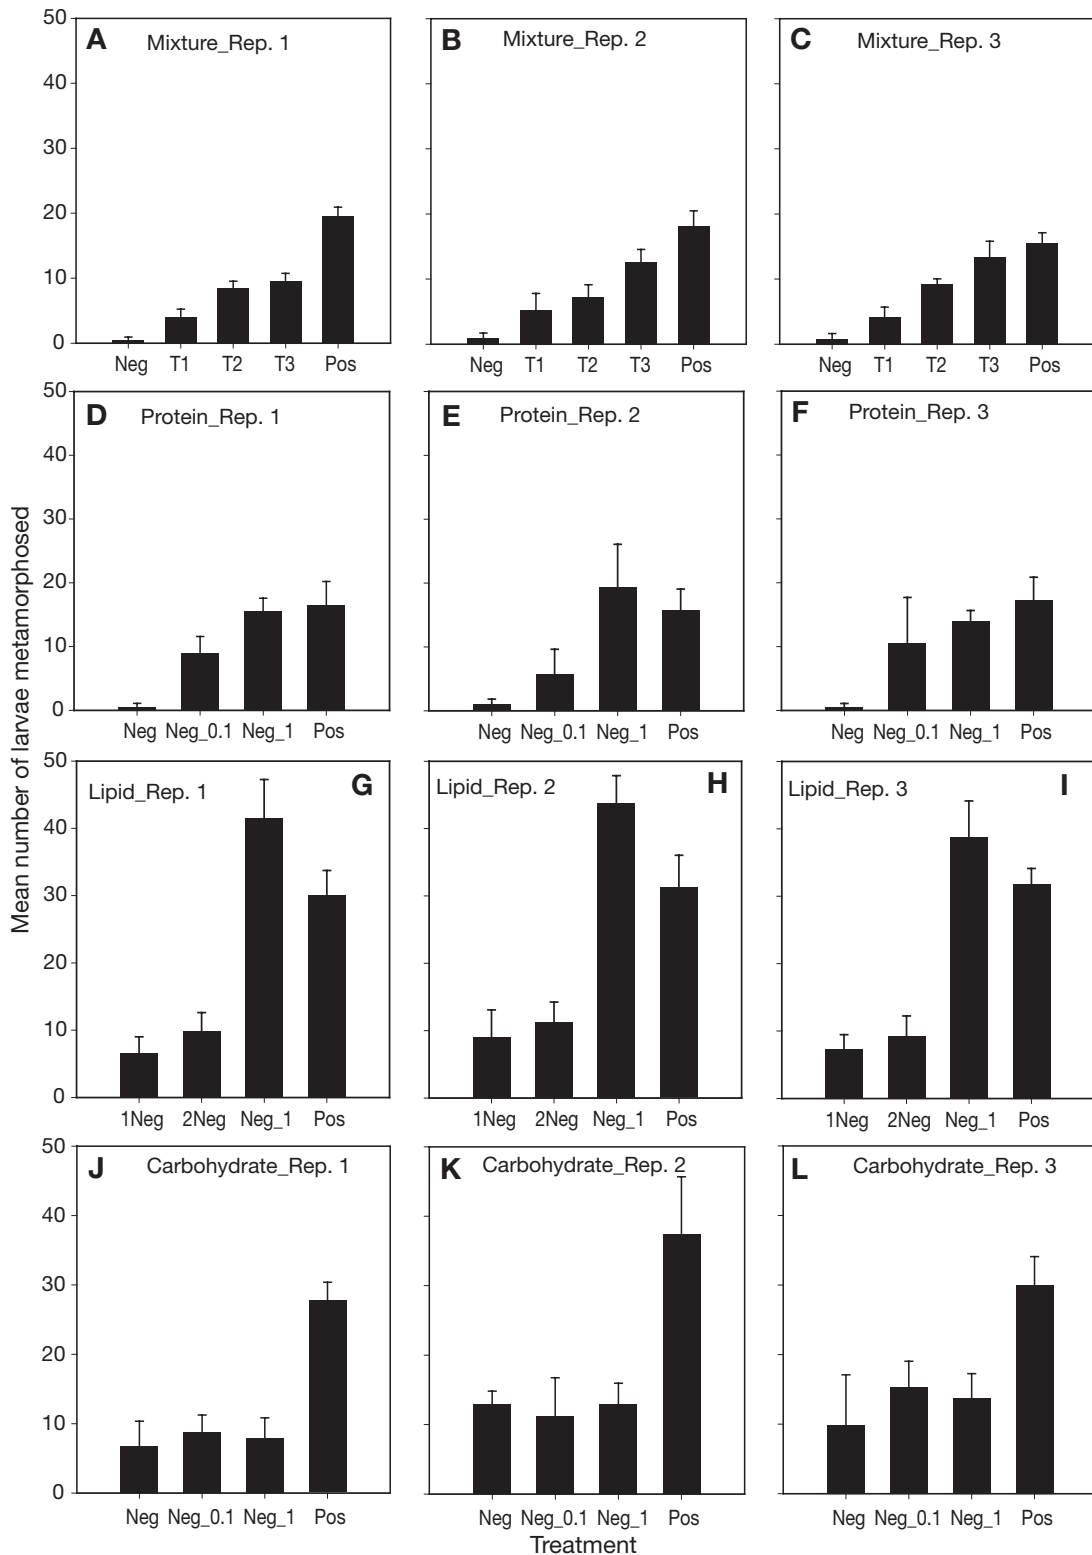 50
A Mixture_Rep. 1
B Mixture_Rep. 2
C Mixture_Rep. 3
40
30
20
10
0
Neg T1 T2 T3 Pos
Neg T1 T2 T3 Pos
Neg T1 T2 T3 Pos
50
D Protein_Rep. 1
E Protein_Rep. 2
F Protein_Rep. 3
40
30
20
10
0
Neg Neg_0.1 Neg_1 Pos
Neg Neg_0.1 Neg_1 Pos
Neg Neg_0.1 Neg_1 Pos
Mean number of larvae metamorphosed
50
Lipid_Rep. 1 G
Lipid_Rep. 2 H
Lipid_Rep. 3 I
40
30
20
10
0
1Neg 2Neg Neg_1 Pos
1Neg 2Neg Neg_1 Pos
1Neg 2Neg Neg_1 Pos
50
J Carbohydrate_Rep. 1
K Carbohydrate_Rep. 2
L Carbohydrate_Rep. 3
40
30
20
10
0
Neg Neg_0.1 Neg_1 Pos
Neg Neg_0.1 Neg_1 Pos
Neg Neg_0.1 Neg_1 Pos
Treatment